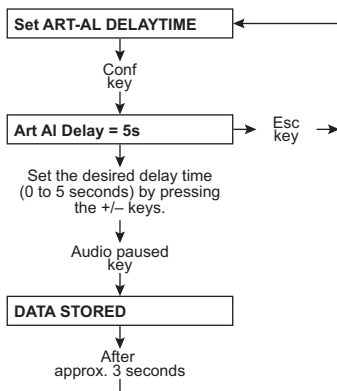 Set ART-AL DELAYTIME
Conf
key
Art Al Delay = 5s
Esc
key
Set the desired delay time
(0 to 5 seconds) by pressing
the +/– keys.
Audio paused
key
DATA STORED
After
approx. 3 seconds